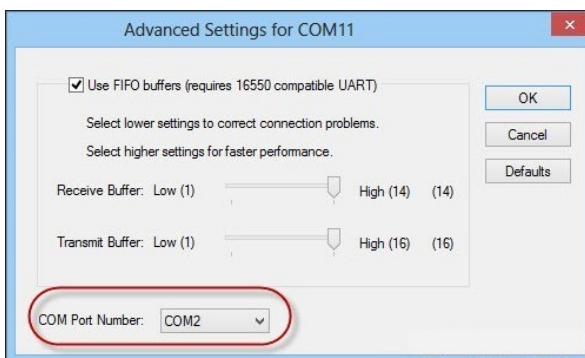 Advanced Settings for COM11
x
Use FIFO buffers (requires 16550 compatible UART)
OK
Select lower settings to correct connection problems.
Cancel
Select higher settings for faster performance.
Defaults
Receive Buffer: Low (1) High (14) (14)
Transmit Buffer: Low (1) High (16) (16)
COM Port Number: COM2